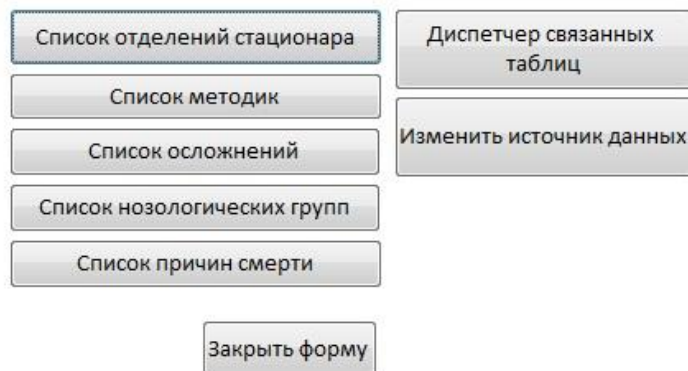 Список отделений стационара
Список методик
Список осложнений
Список нозологических групп
Список причин смерти
Диспетчер связанных
таблиц
Изменить источник данных
Закрыть форму